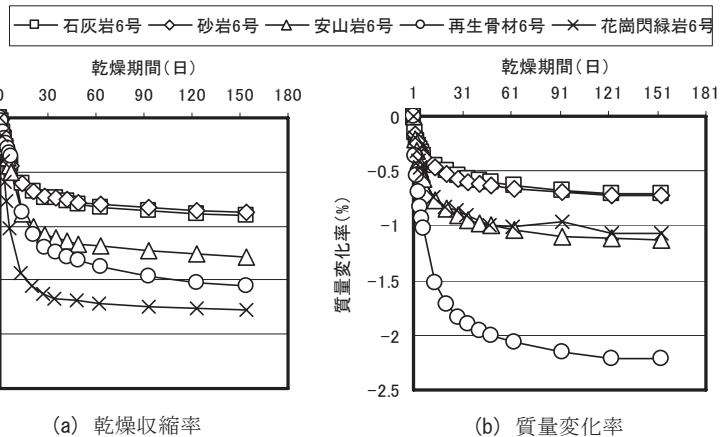 石灰岩6号 砂岩6号 安山岩6号 再生骨材6号 花崗閃緑岩6号
乾燥期間(日)
0 30 60 90 120 150 180
(a) 乾燥収縮率
乾燥期間(日)
1 31 61 91 121 151 181
質量変化率(%)
0
-0.5
-1
-1.5
-2
-2.5
(b) 質量変化率